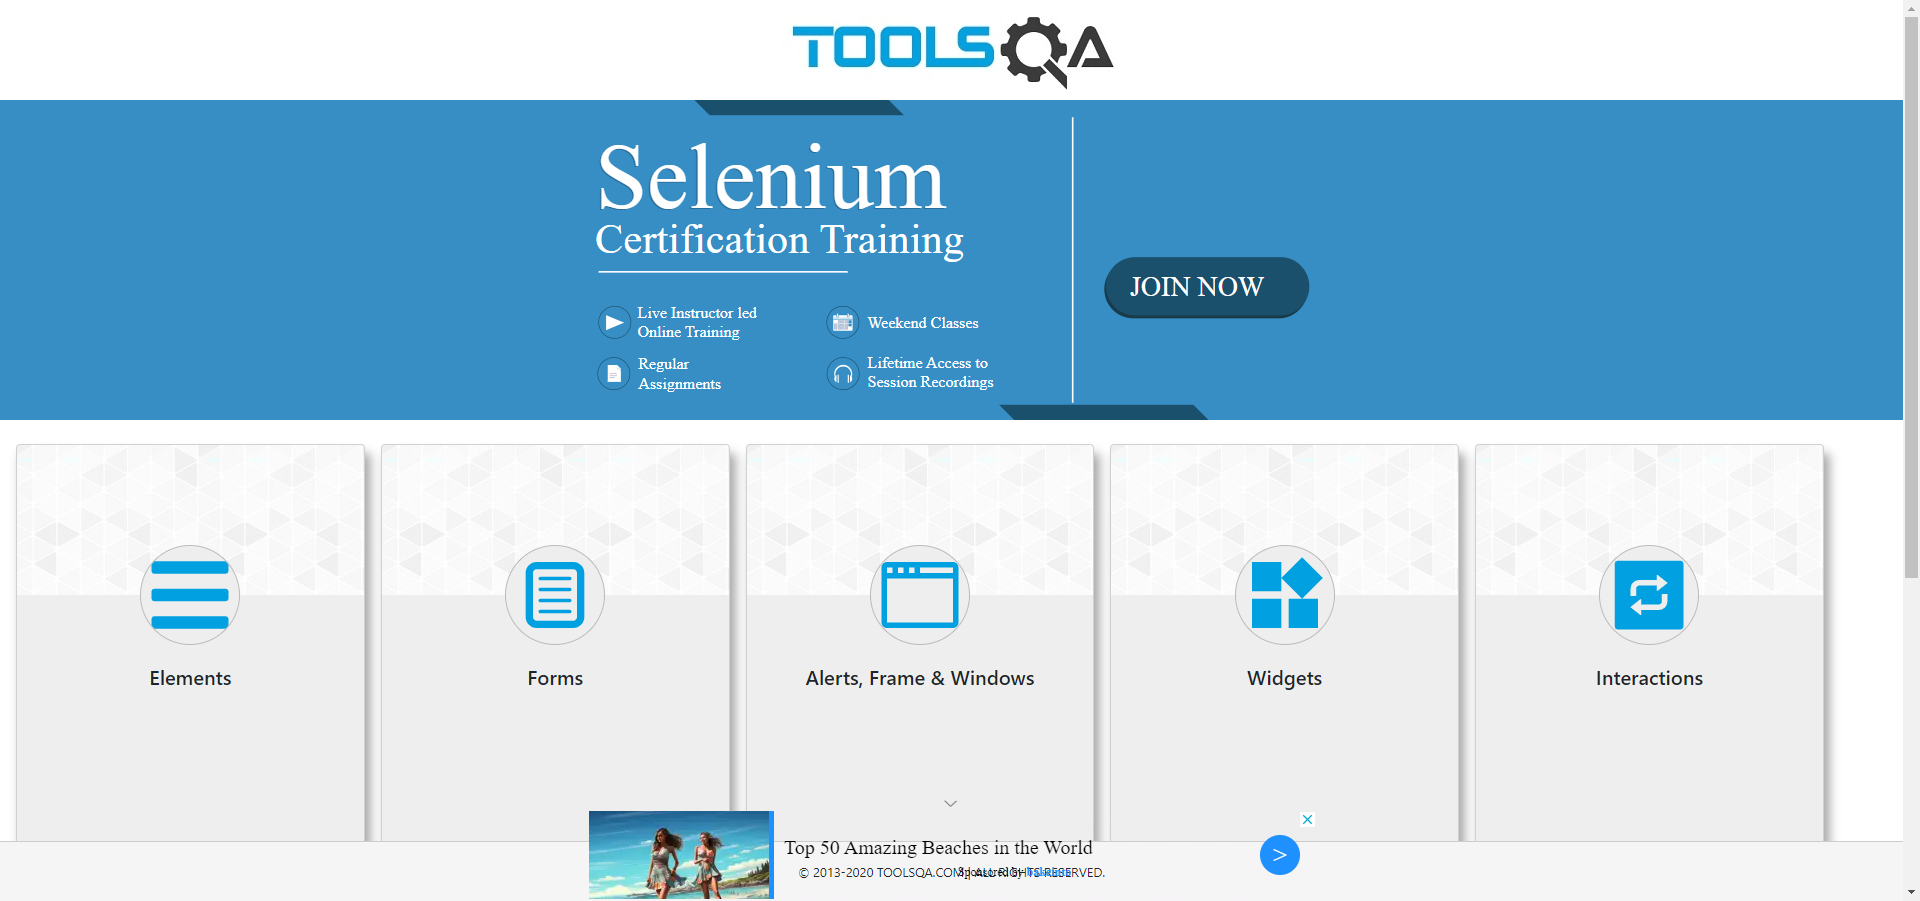 TOOLSQA
Selenium
Certification Training
Live Instructor led
Online Training
Weekend Classes
Regular
Assignments
Lifetime Access to
Session Recordings
JOIN NOW
Elements
Forms
Alerts, Frame & Windows
Widgets
Interactions
Top 50 Amazing Beaches in the World
© 2013-2020 TOOLSQA.COM | ALL RIGHTS RESERVED.
Sponsored By